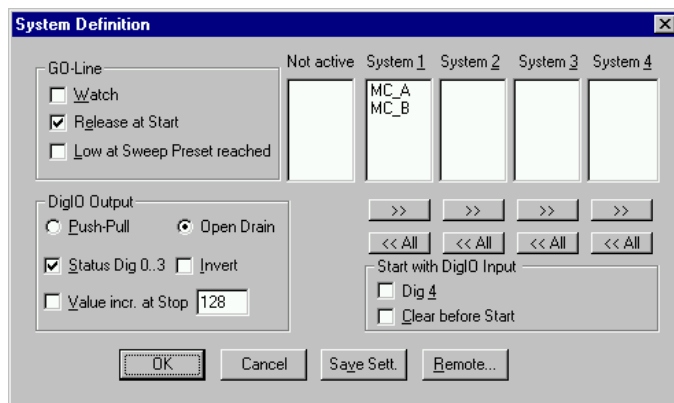 System Definition
GO-Line
Watch
Release at Start
Low at Sweep Preset reached
Not active System 1 System 2 System 3 System 4
MC_A
MC_B
>> >> >> >>
<< All << All << All << All
DigIO Output
Push-Pull Open Drain
Status Dig 0..3 Invert
Value incr. at Stop 128
Start with DigIO Input
Dig 4
Clear before Start
OK Cancel Save Sett. Remote...